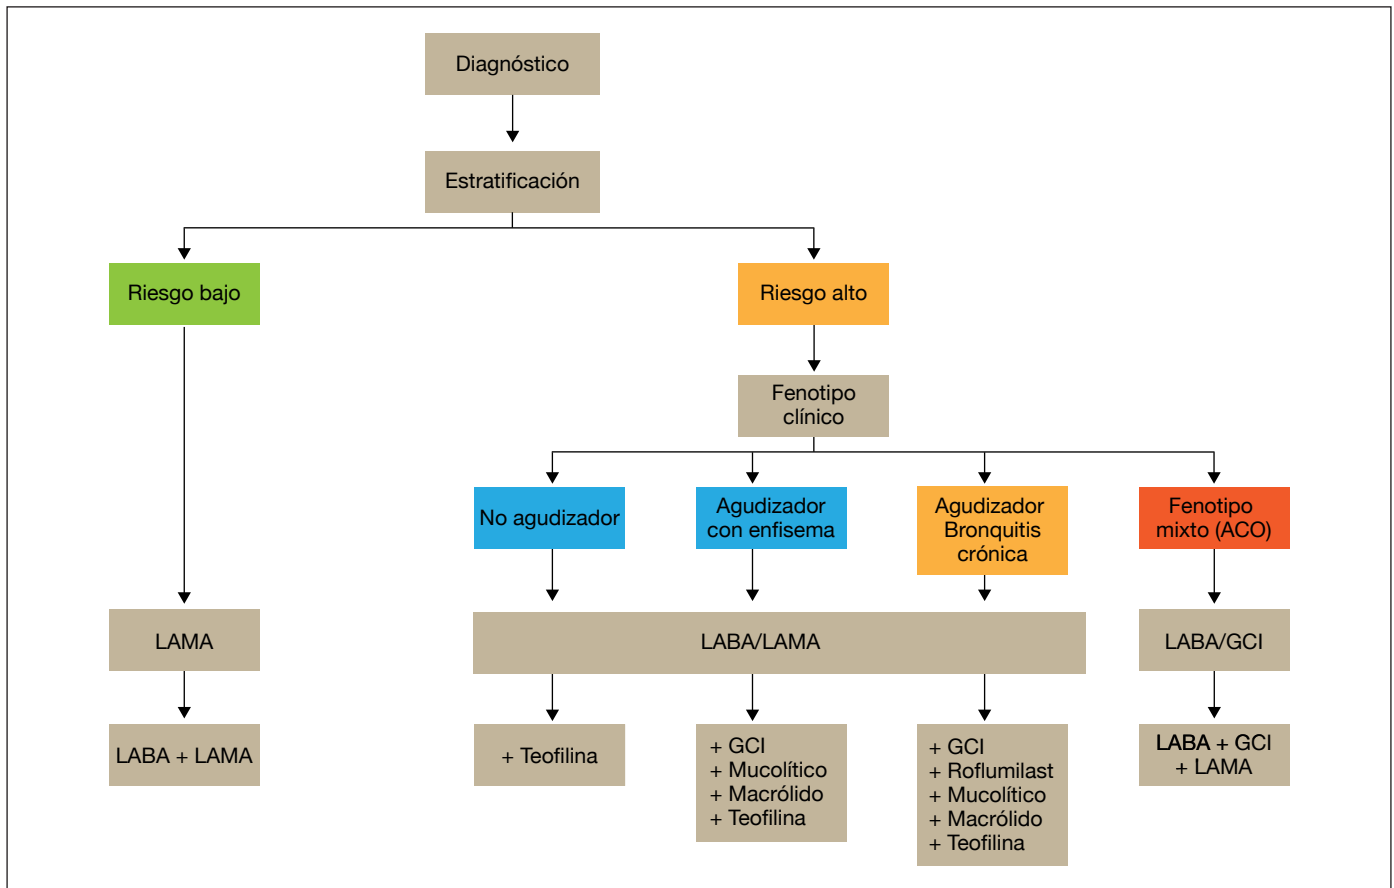 Diagnóstico
Estratificación
Riesgo bajo
Riesgo alto
Fenotipo
clínico
No agudizador
Agudizador
con enfisema
Agudizador
Bronquitis
crónica
Fenotipo
mixto (ACO)
LAMA
LABA/LAMA
LABA/GCI
LABA + LAMA
+ Teofilina
+ GCI
+ Mucolítico
+ Macrólido
+ Teofilina
+ GCI
+ Roflumilast
+ Mucolítico
+ Macrólido
+ Teofilina
LABA + GCI
+ LAMA